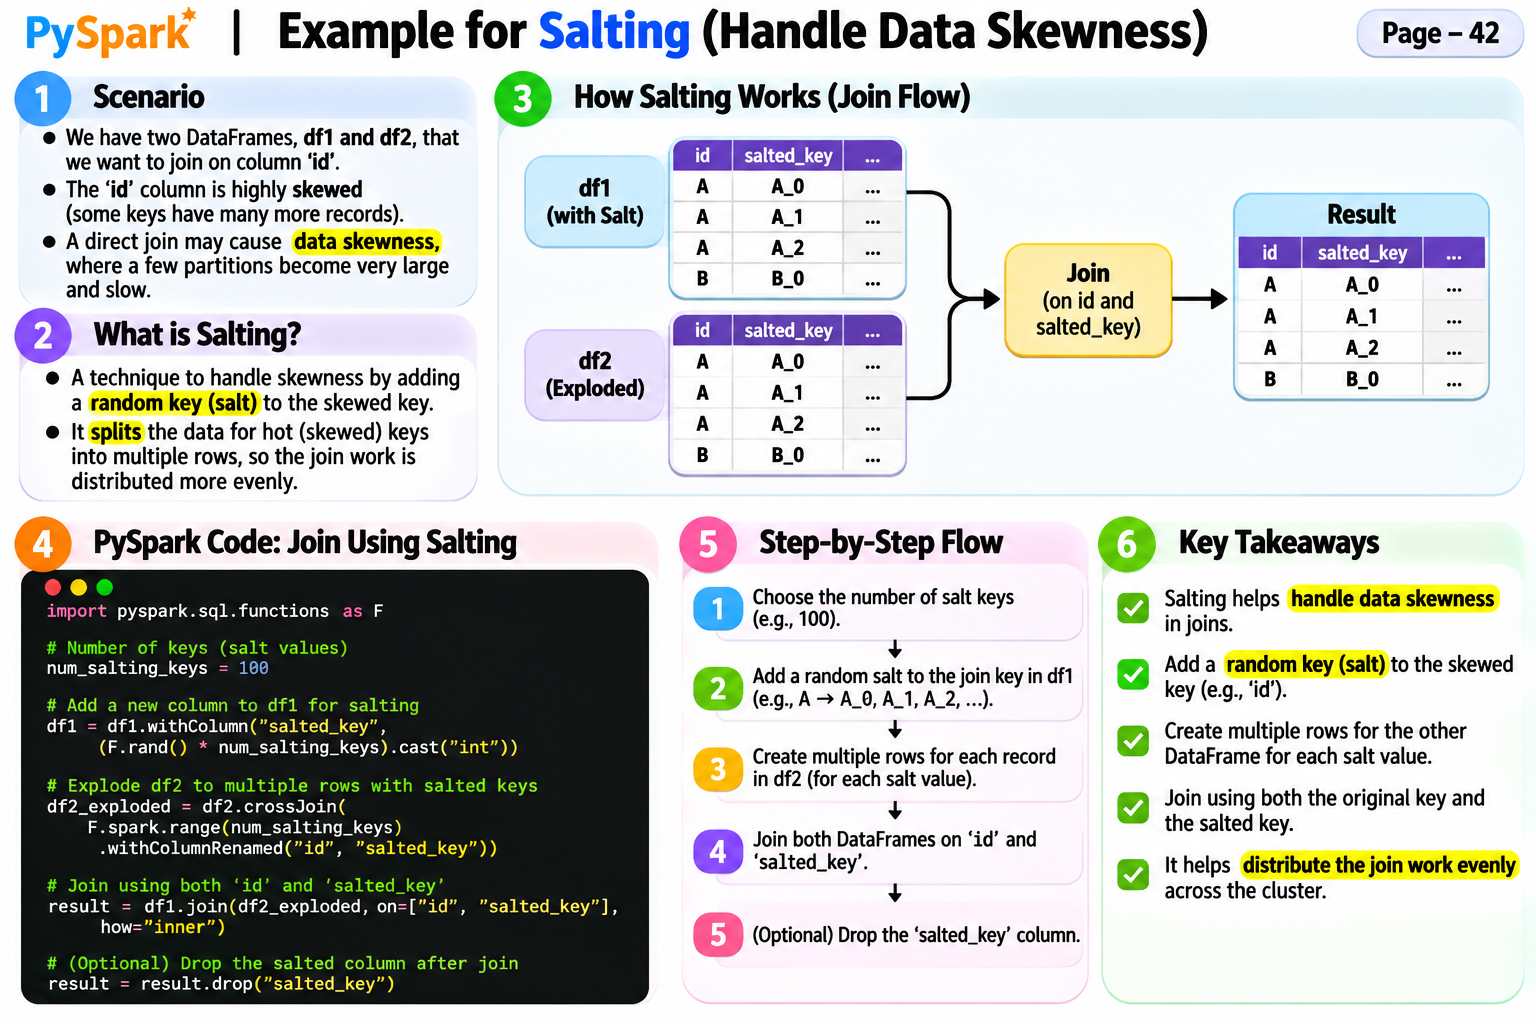 PySpark | Example for Salting (Handle Data Skewness)
Page – 42
1 Scenario
● We have two DataFrames, df1 and df2, that
we want to join on column ‘id’.
● The ‘id’ column is highly skewed
(some keys have many more records).
● A direct join may cause data skewness,
where a few partitions become very large
and slow.
2 What is Salting?
● A technique to handle skewness by adding
a random key (salt) to the skewed key.
● It splits the data for hot (skewed) keys
into multiple rows, so the join work is
distributed more evenly.
3 How Salting Works (Join Flow)
df1
(with Salt)
id salted_key ...
A A_0 ...
A A_1 ...
A A_2 ...
B B_0 ...
df2
(Exploded)
id salted_key ...
A A_0 ...
A A_1 ...
A A_2 ...
B B_0 ...
Join
(on id and
salted_key)
Result
id salted_key ...
A A_0 ...
A A_1 ...
A A_2 ...
B B_0 ...
4 PySpark Code: Join Using Salting
import pyspark.sql.functions as F
# Number of keys (salt values)
num_salting_keys = 100
# Add a new column to df1 for salting
df1 = df1.withColumn("salted_key",
(F.rand() * num_salting_keys).cast("int"))
# Explode df2 to multiple rows with salted keys
df2_exploded = df2.crossJoin(
F.spark.range(num_salting_keys)
.withColumnRenamed("id", "salted_key"))
# Join using both ‘id’ and ‘salted_key’
result = df1.join(df2_exploded, on=["id", "salted_key"],
how="inner")
# (Optional) Drop the salted column after join
result = result.drop("salted_key")
5 Step-by-Step Flow
1 Choose the number of salt keys
(e.g., 100).
2 Add a random salt to the join key in df1
(e.g., A → A_0, A_1, A_2, ...).
3 Create multiple rows for each record
in df2 (for each salt value).
4 Join both DataFrames on ‘id’ and
‘salted_key’.
5 (Optional) Drop the ‘salted_key’ column.
6 Key Takeaways
Salting helps handle data skewness
in joins.
Add a random key (salt) to the skewed
key (e.g., ‘id’).
Create multiple rows for the other
DataFrame for each salt value.
Join using both the original key and
the salted key.
It helps distribute the join work evenly
across the cluster.